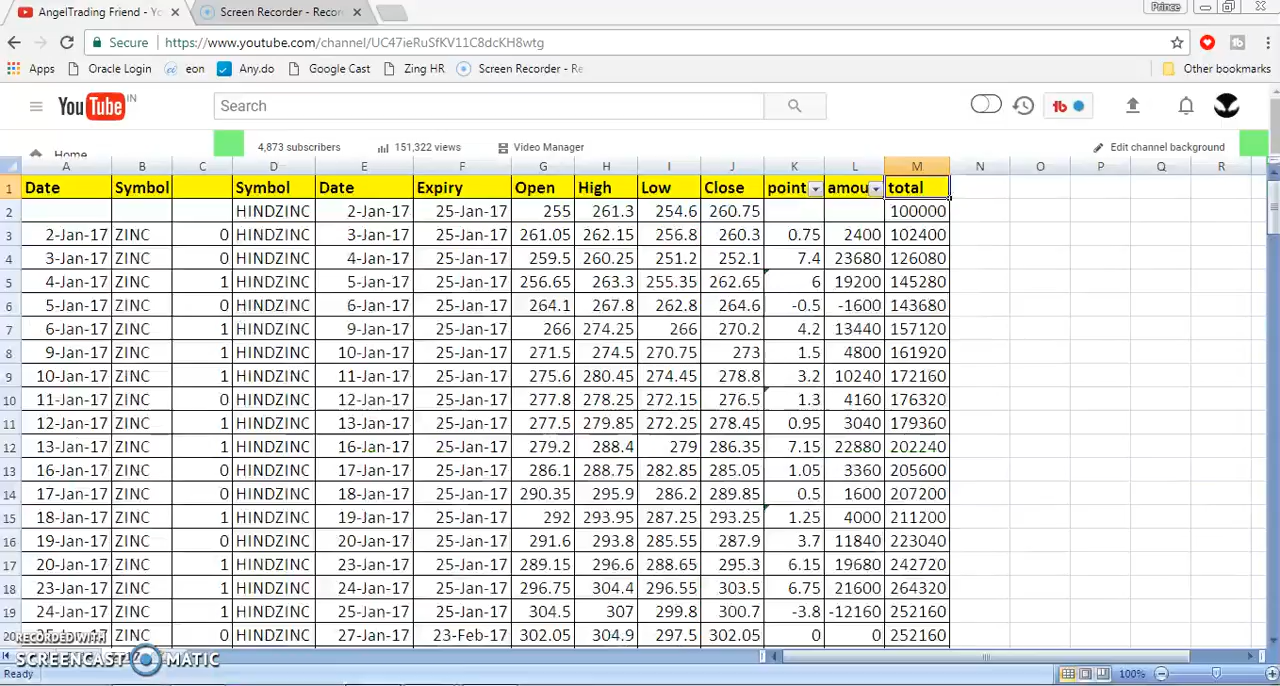 AngelTrading Friend - Yo
Screen Recorder - Recor
Prince
Secure https://www.youtube.com/channel/UC47ieRuSfKV11C8dcKH8wtg
Apps Oracle Login eon Any.do Google Cast Zing HR Screen Recorder - Re Other bookmarks
YouTube IN Search
Home 4,873 subscribers 151,322 views Video Manager Edit channel background
A B C D E F G H I J K L M N O P Q R
1 Date Symbol Symbol Date Expiry Open High Low Close point amou total
2 HINDZINC 2-Jan-17 25-Jan-17 255 261.3 254.6 260.75 100000
3 2-Jan-17 ZINC 0 HINDZINC 3-Jan-17 25-Jan-17 261.05 262.15 256.8 260.3 0.75 2400 102400
4 3-Jan-17 ZINC 0 HINDZINC 4-Jan-17 25-Jan-17 259.5 260.25 251.2 252.1 7.4 23680 126080
5 4-Jan-17 ZINC 1 HINDZINC 5-Jan-17 25-Jan-17 256.65 263.3 255.35 262.65 6 19200 145280
6 5-Jan-17 ZINC 0 HINDZINC 6-Jan-17 25-Jan-17 264.1 267.8 262.8 264.6 -0.5 -1600 143680
7 6-Jan-17 ZINC 1 HINDZINC 9-Jan-17 25-Jan-17 266 274.25 266 270.2 4.2 13440 157120
8 9-Jan-17 ZINC 1 HINDZINC 10-Jan-17 25-Jan-17 271.5 274.5 270.75 273 1.5 4800 161920
9 10-Jan-17 ZINC 1 HINDZINC 11-Jan-17 25-Jan-17 275.6 280.45 274.45 278.8 3.2 10240 172160
10 11-Jan-17 ZINC 0 HINDZINC 12-Jan-17 25-Jan-17 277.8 278.25 272.15 276.5 1.3 4160 176320
11 12-Jan-17 ZINC 0 HINDZINC 13-Jan-17 25-Jan-17 277.5 279.85 272.25 278.45 0.95 3040 179360
12 13-Jan-17 ZINC 1 HINDZINC 16-Jan-17 25-Jan-17 279.2 288.4 279 286.35 7.15 22880 202240
13 16-Jan-17 ZINC 0 HINDZINC 17-Jan-17 25-Jan-17 286.1 288.75 282.85 285.05 1.05 3360 205600
14 17-Jan-17 ZINC 0 HINDZINC 18-Jan-17 25-Jan-17 290.35 295.9 286.2 289.85 0.5 1600 207200
15 18-Jan-17 ZINC 1 HINDZINC 19-Jan-17 25-Jan-17 292 293.95 287.25 293.25 1.25 4000 211200
16 19-Jan-17 ZINC 0 HINDZINC 20-Jan-17 25-Jan-17 291.6 293.8 285.55 287.9 3.7 11840 223040
17 20-Jan-17 ZINC 1 HINDZINC 23-Jan-17 25-Jan-17 289.15 296.6 288.65 295.3 6.15 19680 242720
18 23-Jan-17 ZINC 1 HINDZINC 24-Jan-17 25-Jan-17 296.75 304.4 296.55 303.5 6.75 21600 264320
19 24-Jan-17 ZINC 1 HINDZINC 25-Jan-17 25-Jan-17 304.5 307 299.8 300.7 -3.8 -12160 252160
20 ZINC 0 HINDZINC 27-Jan-17 23-Feb-17 302.05 304.9 297.5 302.05 0 0 252160
RECORDED WITH
SCREENCAST MATIC
Ready 100%